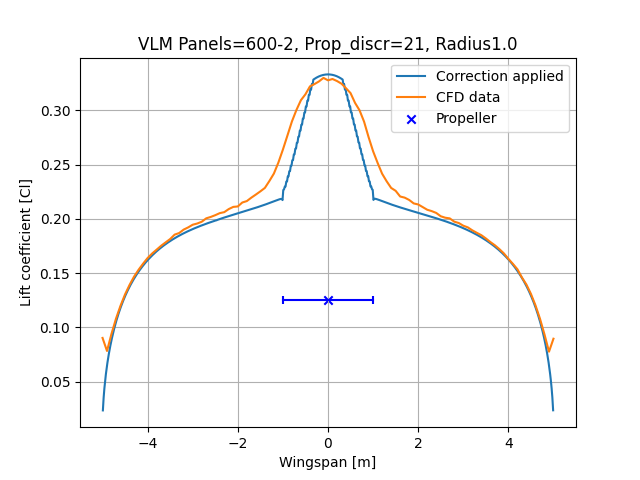 VLM Panels=600-2, Prop_discr=21, Radius1.0
Correction applied
CFD data
Propeller
Lift coefficient [Cl]
0.30
0.25
0.20
0.15
0.10
0.05
−4
−2
0
2
4
Wingspan [m]